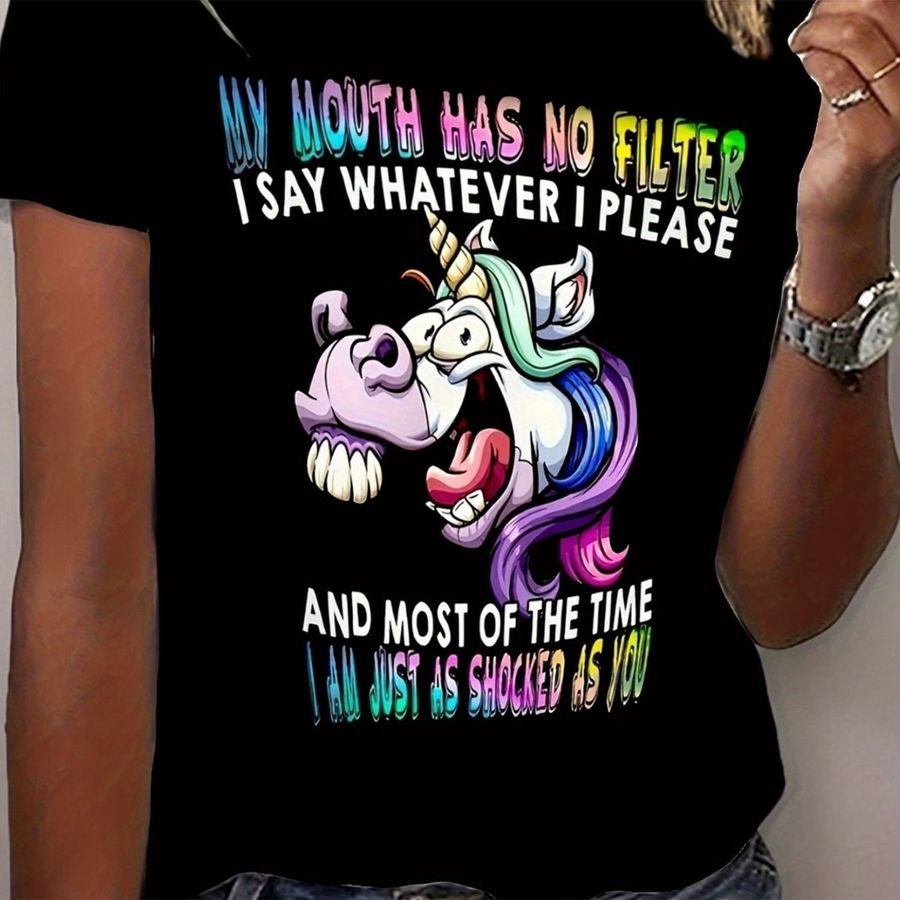 MY MOUTH HAS NO FILTER
I SAY WHATEVER I PLEASE
AND MOST OF THE TIME
I AM JUST AS SHOCKED AS YOU